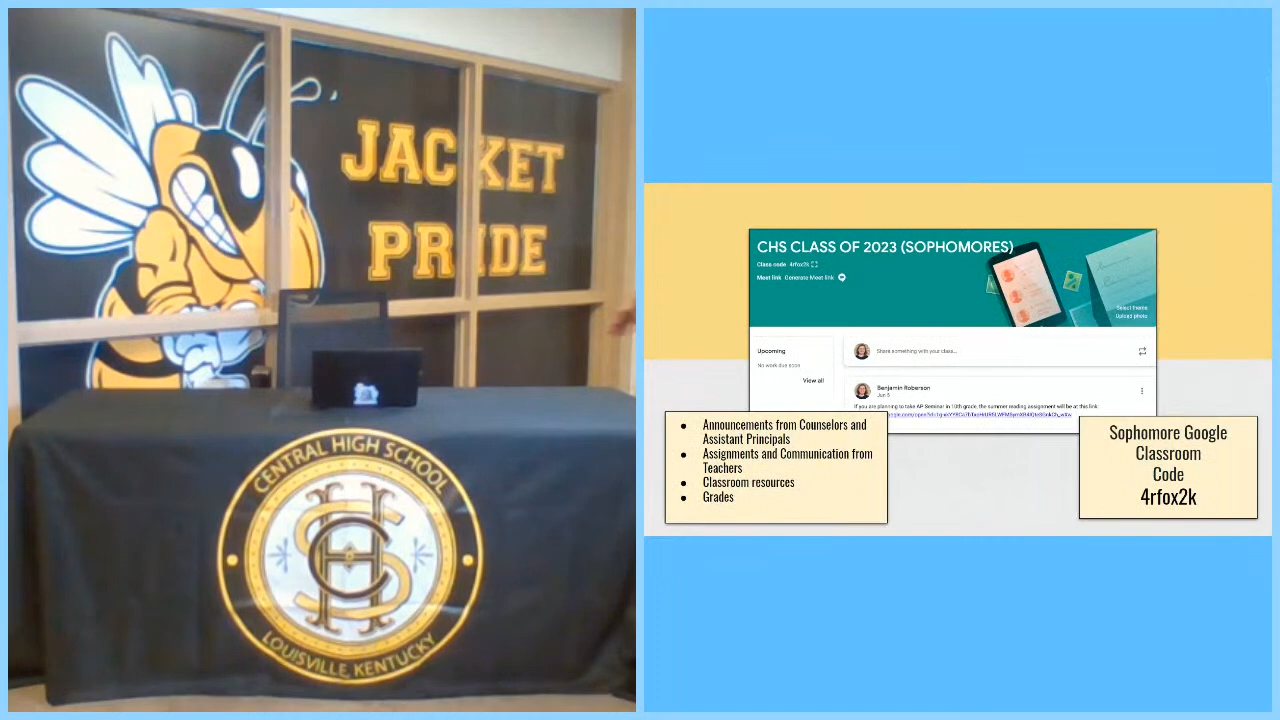 JACKET
PRIDE
CENTRAL HIGH SCHOOL
CHS
LOUISVILLE, KENTUCKY
CHS CLASS OF 2023 (SOPHOMORES)
Class code 4rfox2k
Meet link Generate Meet link
Select theme
Upload photo
Upcoming
No work due soon
View all
Share something with your class...
Benjamin Roberson
Jun 5
If you are planning to take AP Seminar in 10th grade, the summer reading assignment will be at this link:
• Announcements from Counselors and
Assistant Principals
• Assignments and Communication from
Teachers
• Classroom resources
• Grades
Sophomore Google
Classroom
Code
4rfox2k